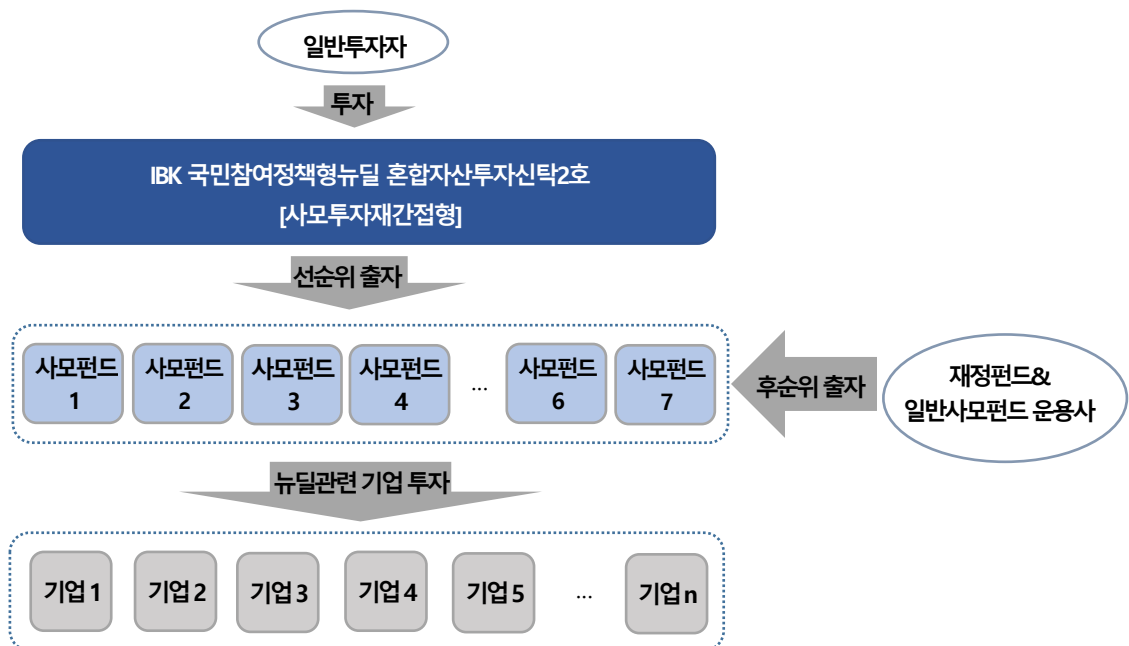 일반투자자
투자
IBK 국민참여정책형뉴딜 혼합자산투자신탁2호
[사모투자재간접형]
선순위 출자
사모펀드
1
사모펀드
2
사모펀드
3
사모펀드
4
...
사모펀드
6
사모펀드
7
후순위 출자
재정펀드&
일반사모펀드 운용사
뉴딜관련 기업 투자
기업 1
기업 2
기업 3
기업 4
기업 5
...
기업 n